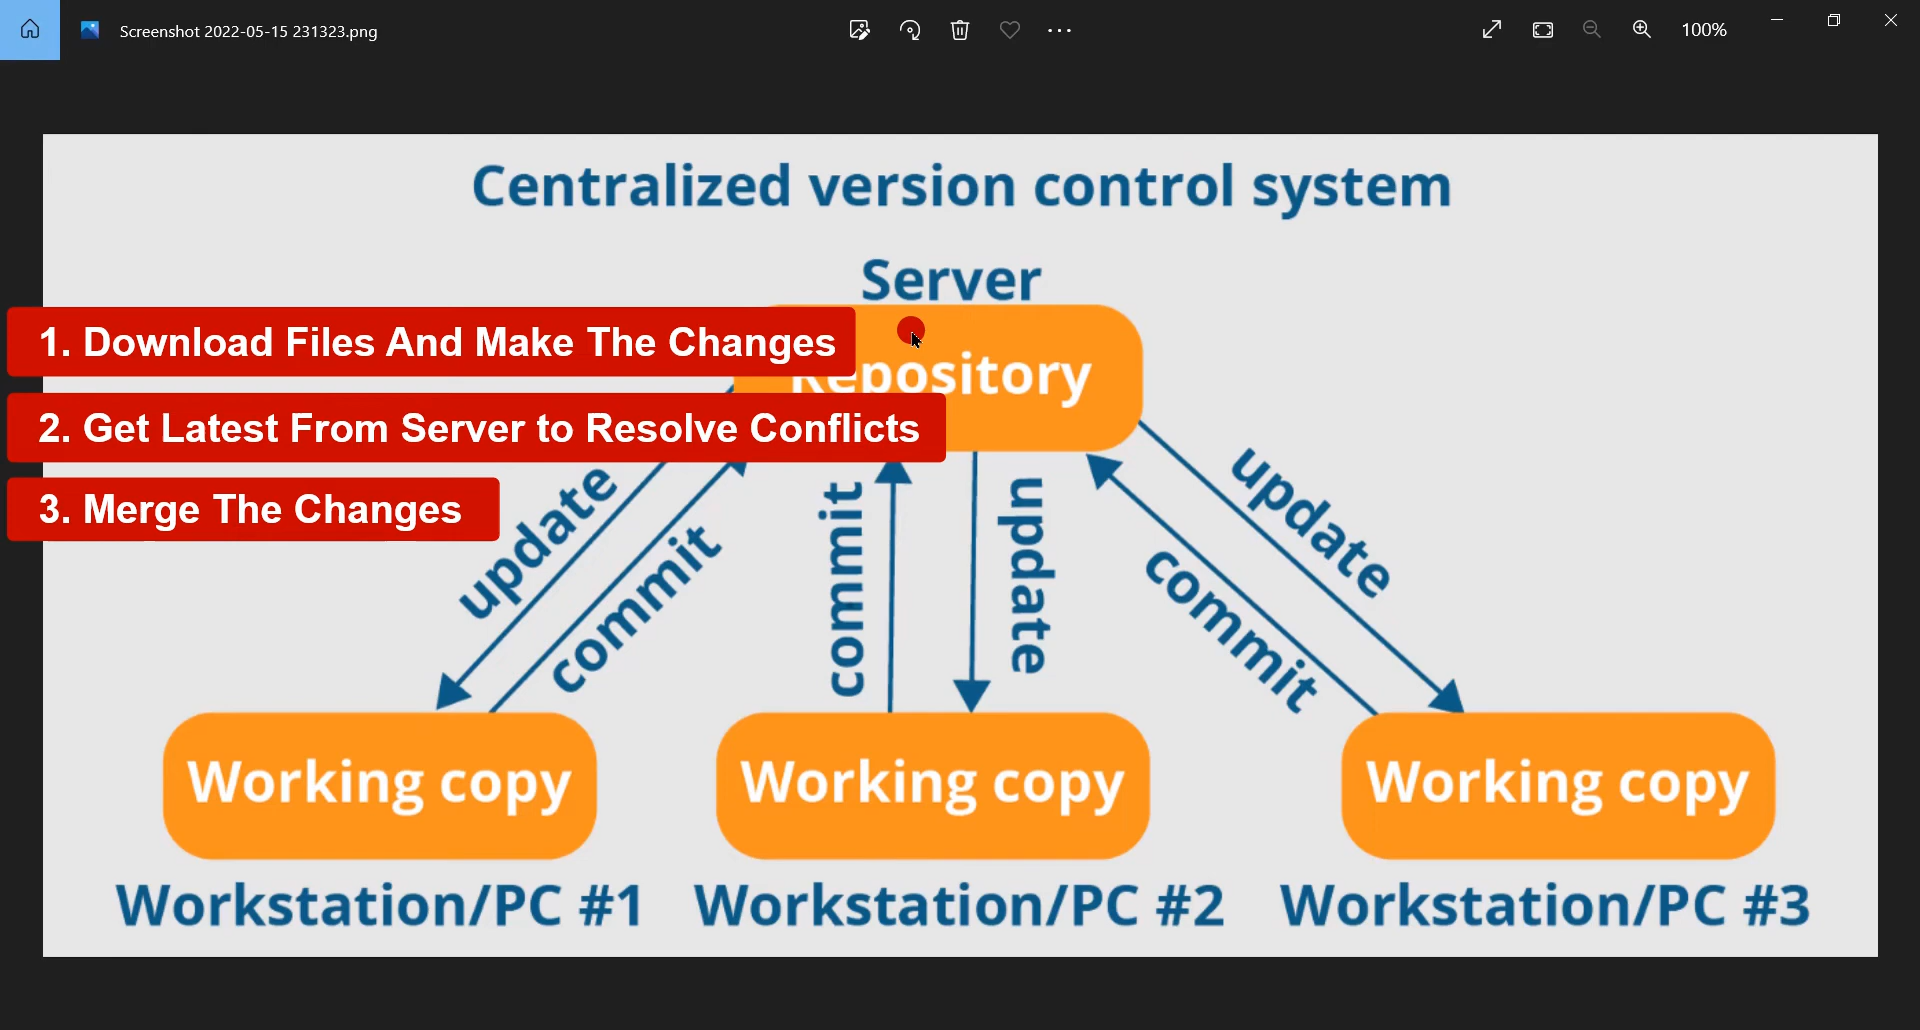 Screenshot 2022-05-15 231323.png
100%
Centralized version control system
Server
1. Download Files And Make The Changes
Repository
2. Get Latest From Server to Resolve Conflicts
3. Merge The Changes
update
commit
commit
update
commit
update
Working copy
Working copy
Working copy
Workstation/PC #1
Workstation/PC #2
Workstation/PC #3